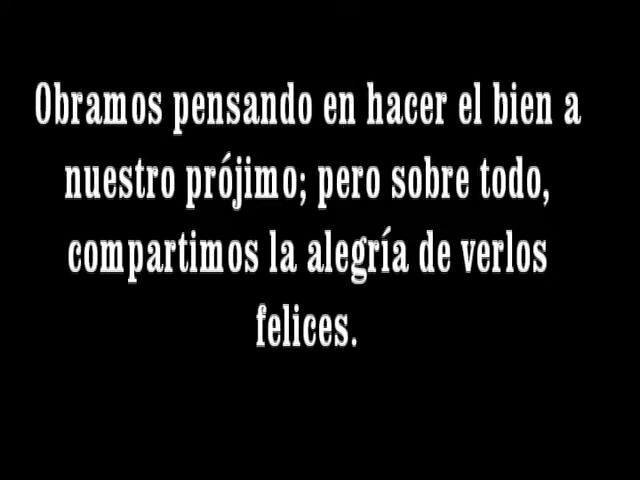 Obramos pensando en hacer el bien a
nuestro prójimo; pero sobre todo,
compartimos la alegría de verlos
felices.